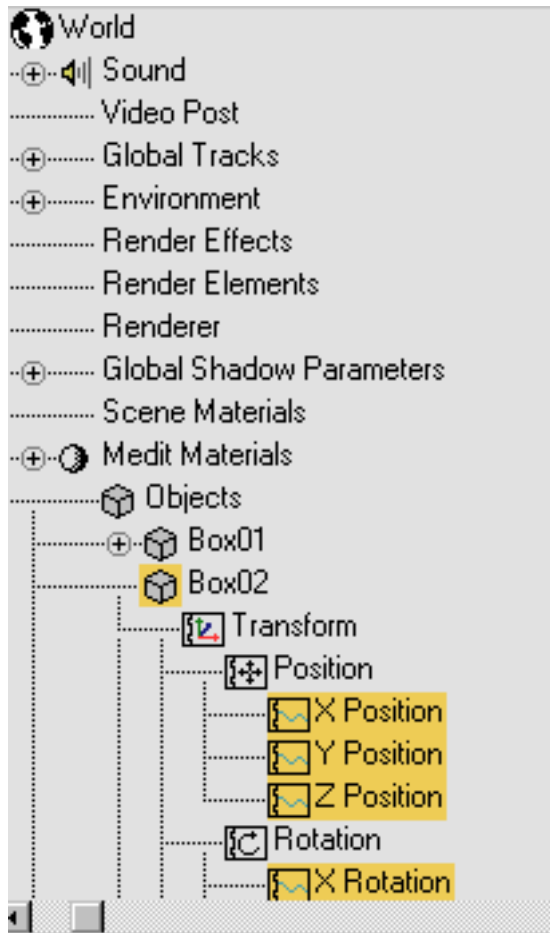 World
Sound
Video Post
Global Tracks
Environment
Render Effects
Render Elements
Renderer
Global Shadow Parameters
Scene Materials
Medit Materials
Objects
Box01
Box02
Transform
Position
X Position
Y Position
Z Position
Rotation
X Rotation